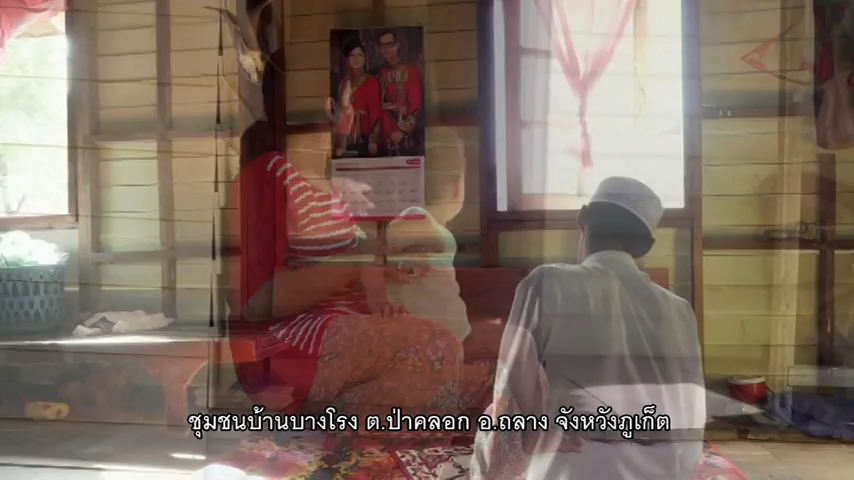 ชุมชนบ้านบางโรง ต.ป่าคลอก อ.ถลาง จังหวังภูเก็ต